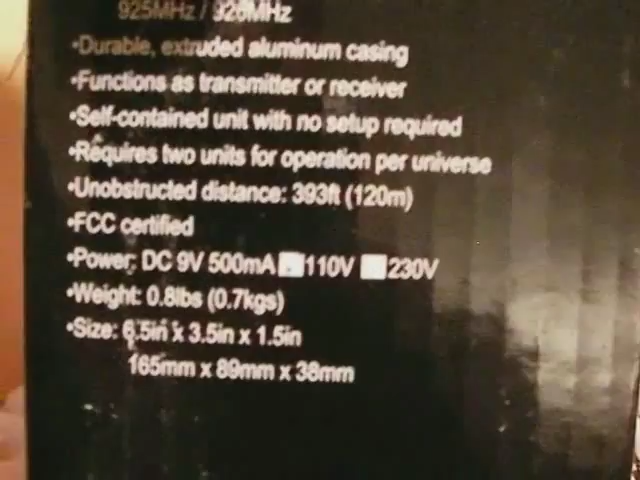 925MHz / 926MHz
•Durable, extruded aluminum casing
•Functions as transmitter or receiver
•Self-contained unit with no setup required
•Requires two units for operation per universe
•Unobstructed distance: 393ft (120m)
•FCC certified
•Power: DC 9V 500mA 110V 230V
•Weight: 0.8lbs (0.7kgs)
•Size: 6.5in x 3.5in x 1.5in
165mm x 89mm x 38mm